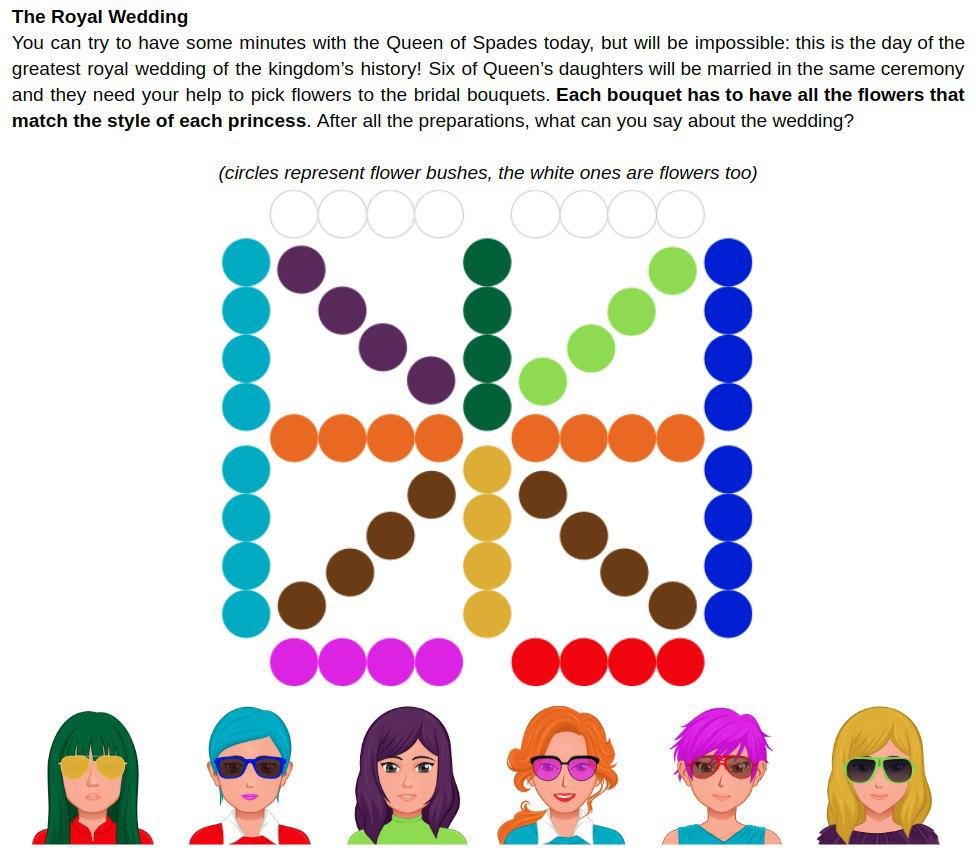 The Royal Wedding
You can try to have some minutes with the Queen of Spades today, but will be impossible: this is the day of the
greatest royal wedding of the kingdom's history! Six of Queen's daughters will be married in the same ceremony
and they need your help to pick flowers to the bridal bouquets. Each bouquet has to have all the flowers that
match the style of each princess. After all the preparations, what can you say about the wedding?
(circles represent flower bushes, the white ones are flowers too)